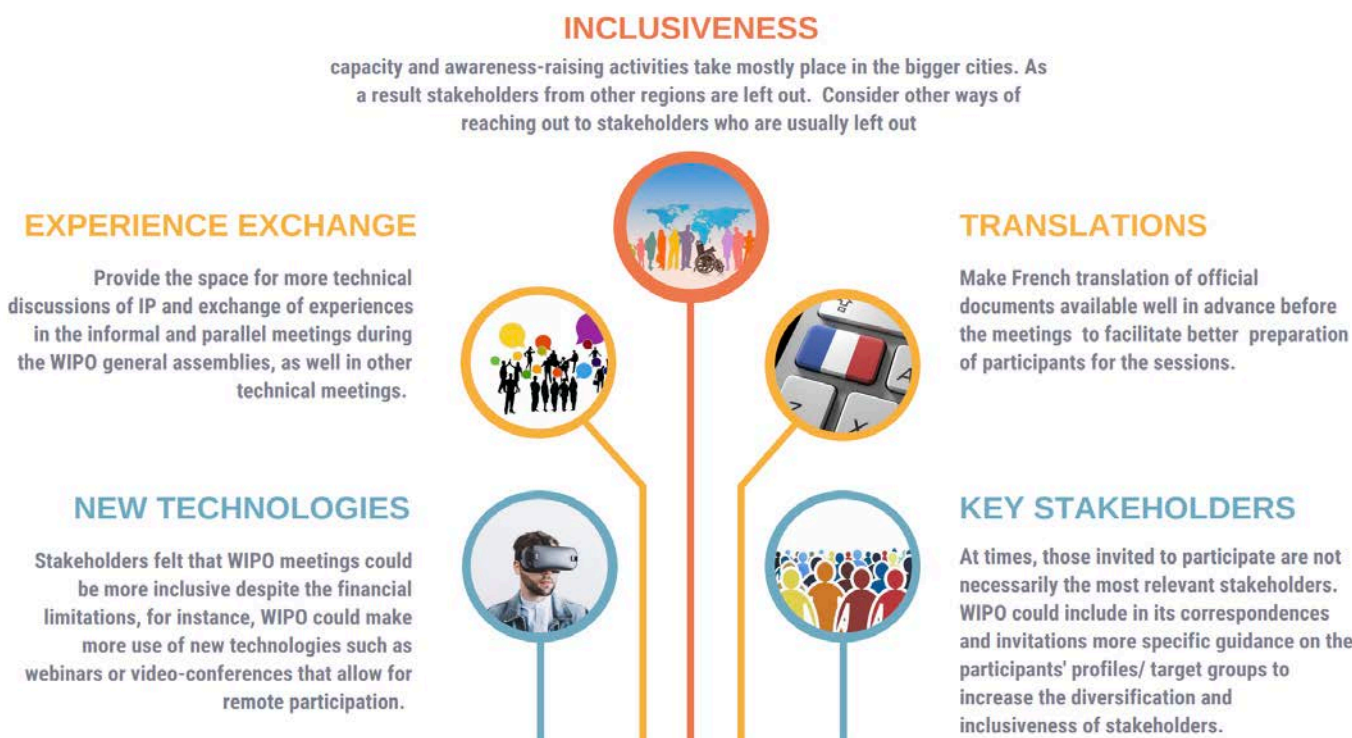 INCLUSIVENESS
capacity and awareness-raising activities take mostly place in the bigger cities. As
a result stakeholders from other regions are left out. Consider other ways of
reaching out to stakeholders who are usually left out
EXPERIENCE EXCHANGE
Provide the space for more technical
discussions of IP and exchange of experiences
in the informal and parallel meetings during
the WIPO general assemblies, as well in other
technical meetings.
TRANSLATIONS
Make French translation of official
documents available well in advance before
the meetings to facilitate better preparation
of participants for the sessions.
A
Z
X
NEW TECHNOLOGIES
Stakeholders felt that WIPO meetings could
be more inclusive despite the financial
limitations, for instance, WIPO could make
more use of new technologies such as
webinars or video-conferences that allow for
remote participation.
KEY STAKEHOLDERS
At times, those invited to participate are not
necessarily the most relevant stakeholders.
WIPO could include in its correspondences
and invitations more specific guidance on the
participants' profiles/ target groups to
increase the diversification and
inclusiveness of stakeholders.